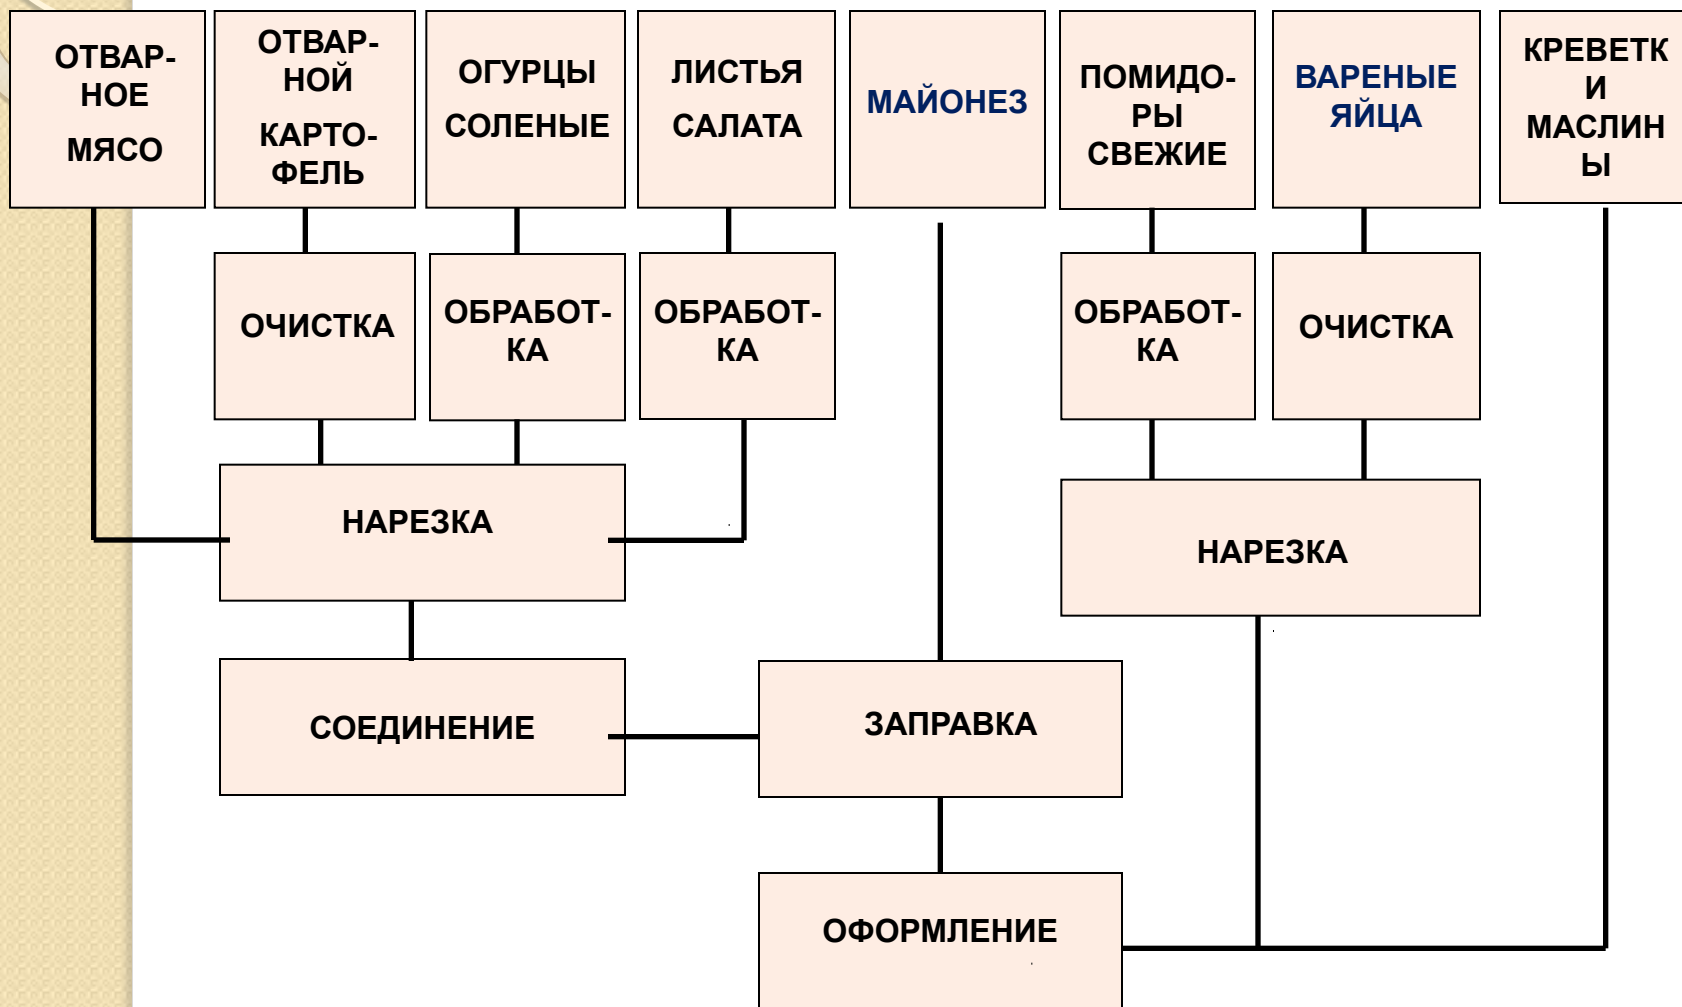 ОТВАР-
НОЕ
МЯСО
ОТВАР-
НОЙ
КАРТО-
ФЕЛЬ
ОГУРЦЫ
СОЛЕНЫЕ
ЛИСТЬЯ
САЛАТА
МАЙОНЕЗ
ПОМИДО-
РЫ
СВЕЖИЕ
ВАРЕНЫЕ
ЯЙЦА
КРЕВЕТК
И
МАСЛИН
Ы
ОЧИСТКА
ОБРАБОТ-
КА
ОБРАБОТ-
КА
ОБРАБОТ-
КА
ОЧИСТКА
НАРЕЗКА
НАРЕЗКА
СОЕДИНЕНИЕ
ЗАПРАВКА
ОФОРМЛЕНИЕ